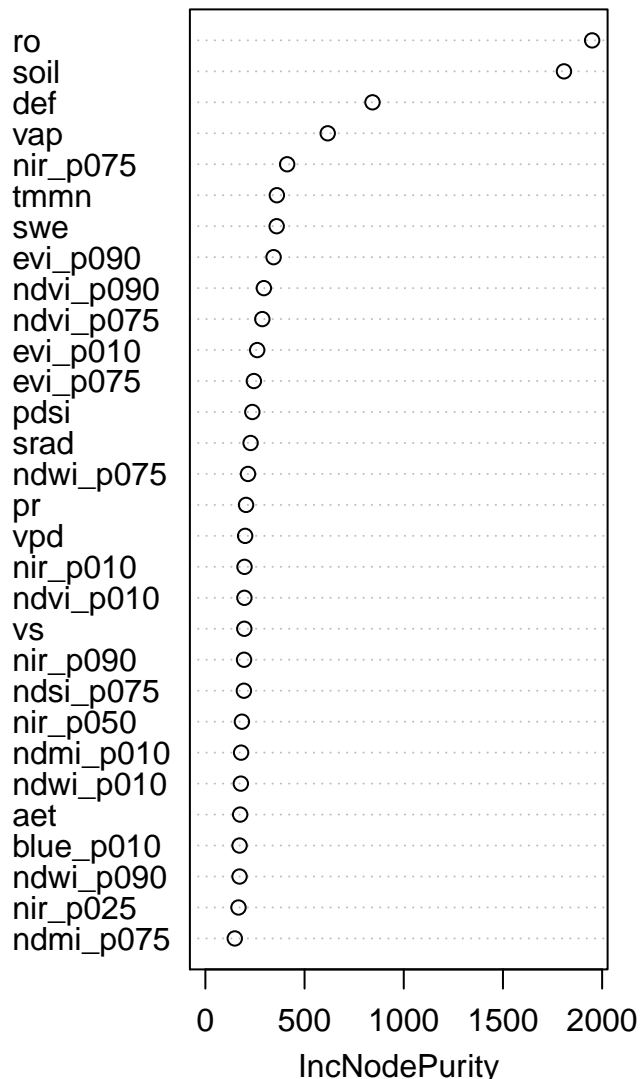 ro
soil
def
vap
nir_p075
tmmn
swe
evi_p090
ndvi_p090
ndvi_p075
evi_p010
evi_p075
pdsi
srad
ndwi_p075
pr
vpd
nir_p010
ndvi_p010
vs
nir_p090
ndsi_p075
nir_p050
ndmi_p010
ndwi_p010
aet
blue_p010
ndwi_p090
nir_p025
ndmi_p075
0 500 1000 1500 2000
IncNodePurity